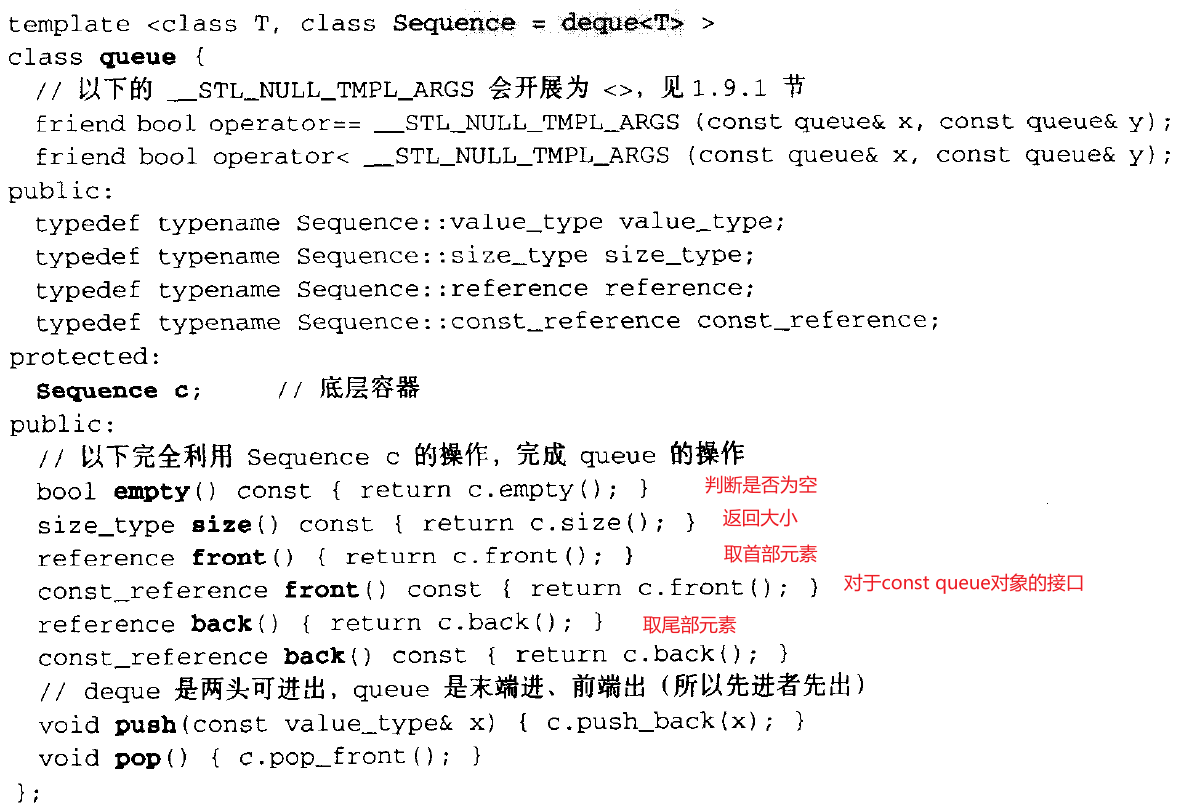 template <class T, class Sequence = deque<T> >
class queue {
// 以下的 __STL_NULL_TMPL_ARGS 会开展为 <>, 见 1.9.1 节
friend bool operator== __STL_NULL_TMPL_ARGS (const queue& x, const queue& y);
friend bool operator< __STL_NULL_TMPL_ARGS (const queue& x, const queue& y);
public:
typedef typename Sequence::value_type value_type;
typedef typename Sequence::size_type size_type;
typedef typename Sequence::reference reference;
typedef typename Sequence::const_reference const_reference;
protected:
Sequence c; // 底层容器
public:
// 以下完全利用 Sequence c 的操作, 完成 queue 的操作
bool empty() const { return c.empty(); } 判断是否为空
size_type size() const { return c.size(); } 返回大小
reference front() { return c.front(); } 取首部元素
const_reference front() const { return c.front(); } 对于const queue对象的接口
reference back() { return c.back(); } 取尾部元素
const_reference back() const { return c.back(); }
// deque 是两头可进出, queue 是末端进、前端出（所以先进者先出）
void push(const value_type& x) { c.push_back(x); }
void pop() { c.pop_front(); }
};